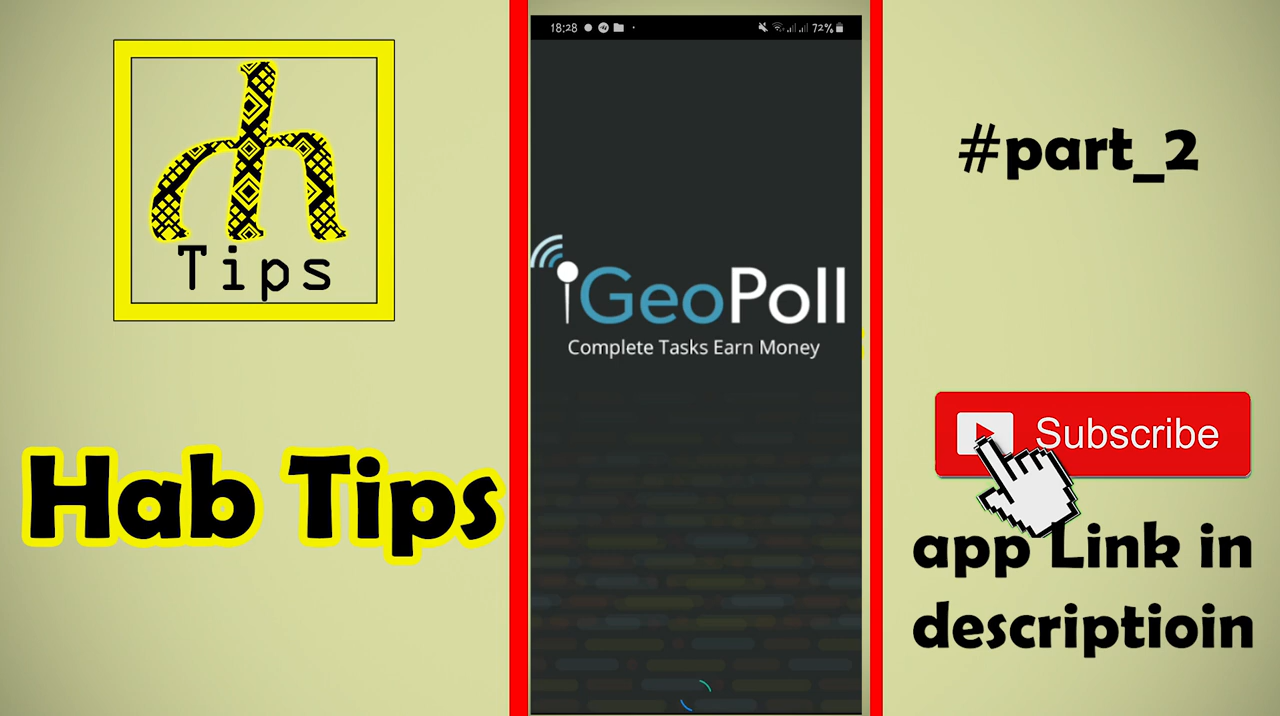 ሐ
Tips
Hab Tips
18:28
72%
GeoPoll
Complete Tasks Earn Money
#part_2
Subscribe
app Link in
descriptioin